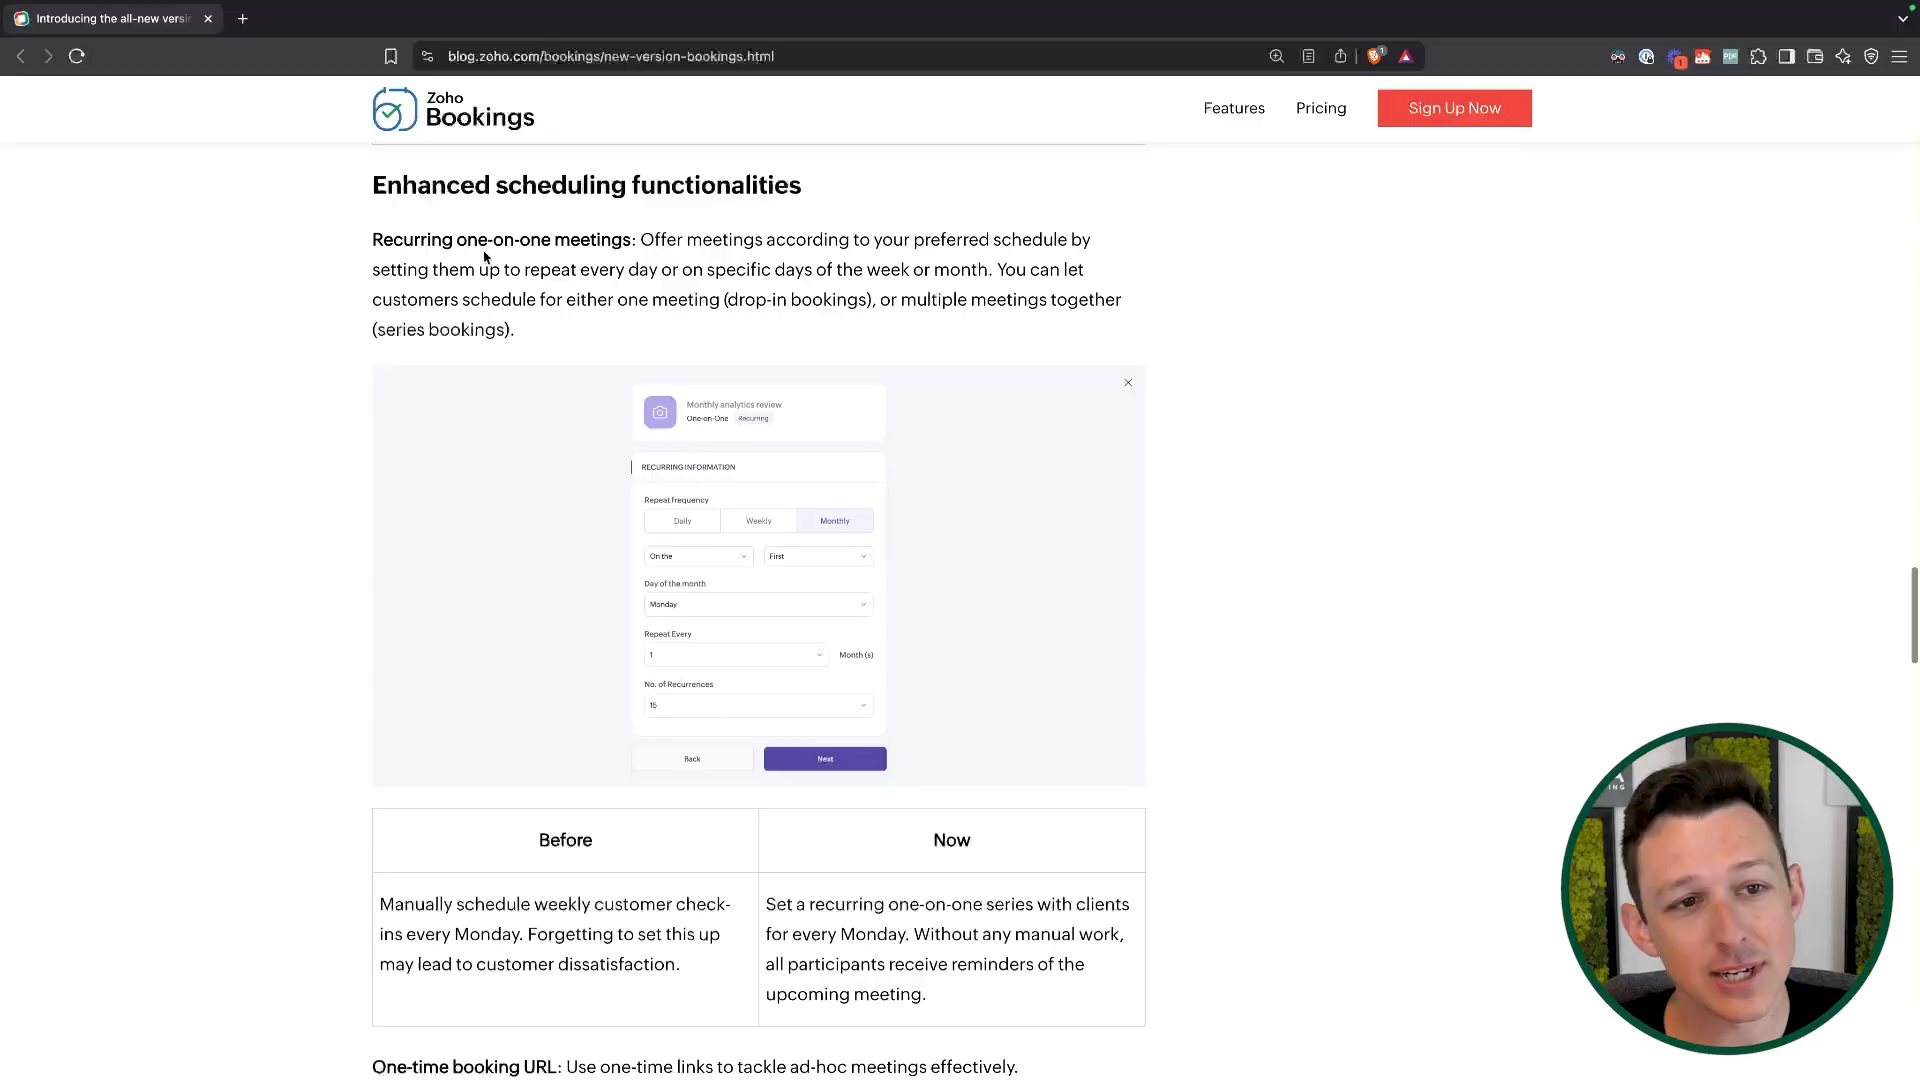 Introducing the all-new versi
blog.zoho.com/bookings/new-version-bookings.html
1
1
PDF
Zoho
Bookings
Features
Pricing
Sign Up Now
Enhanced scheduling functionalities
Recurring one-on-one meetings: Offer meetings according to your preferred schedule by
setting them up to repeat every day or on specific days of the week or month. You can let
customers schedule for either one meeting (drop-in bookings), or multiple meetings together
(series bookings).
Monthly analytics review
One-on-One Recurring
RECURRING INFORMATION
Repeat frequency
Daily Weekly Monthly
On the First
Day of the month
Monday
Repeat Every
1 Month (s)
No. of Recurrences
15
Back Next
Before
Now
Manually schedule weekly customer check-
ins every Monday. Forgetting to set this up
may lead to customer dissatisfaction.
Set a recurring one-on-one series with clients
for every Monday. Without any manual work,
all participants receive reminders of the
upcoming meeting.
One-time booking URL: Use one-time links to tackle ad-hoc meetings effectively.